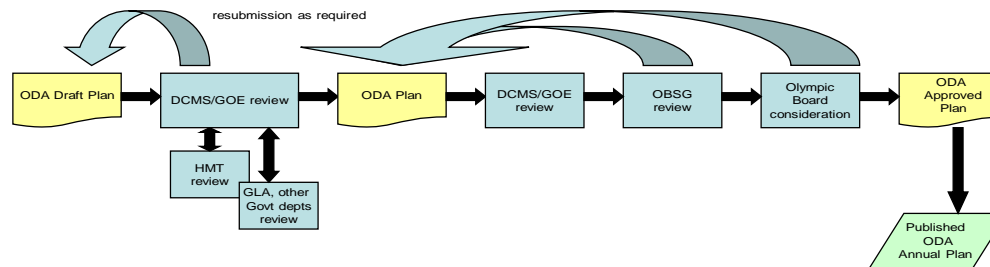 resubmission as required
ODA Draft Plan
DCMS/GOE review
ODA Plan
DCMS/GOE
review
OBSG
review
Olympic
Board
consideration
ODA
Approved
Plan
HMT
review
GLA, other
Govt depts
review
Published
ODA
Annual Plan